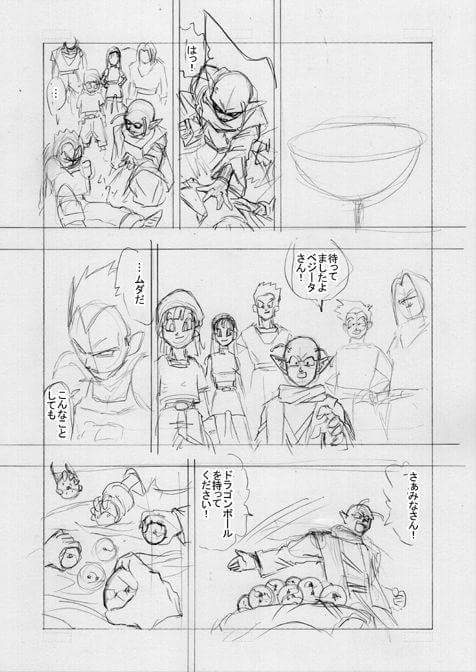 はっ！
…
待って
ましたよ
ベジータ
さん！
…ムダだ
こんなこと
しても
さぁみなさん！
ドラゴンボール
を持って
ください！